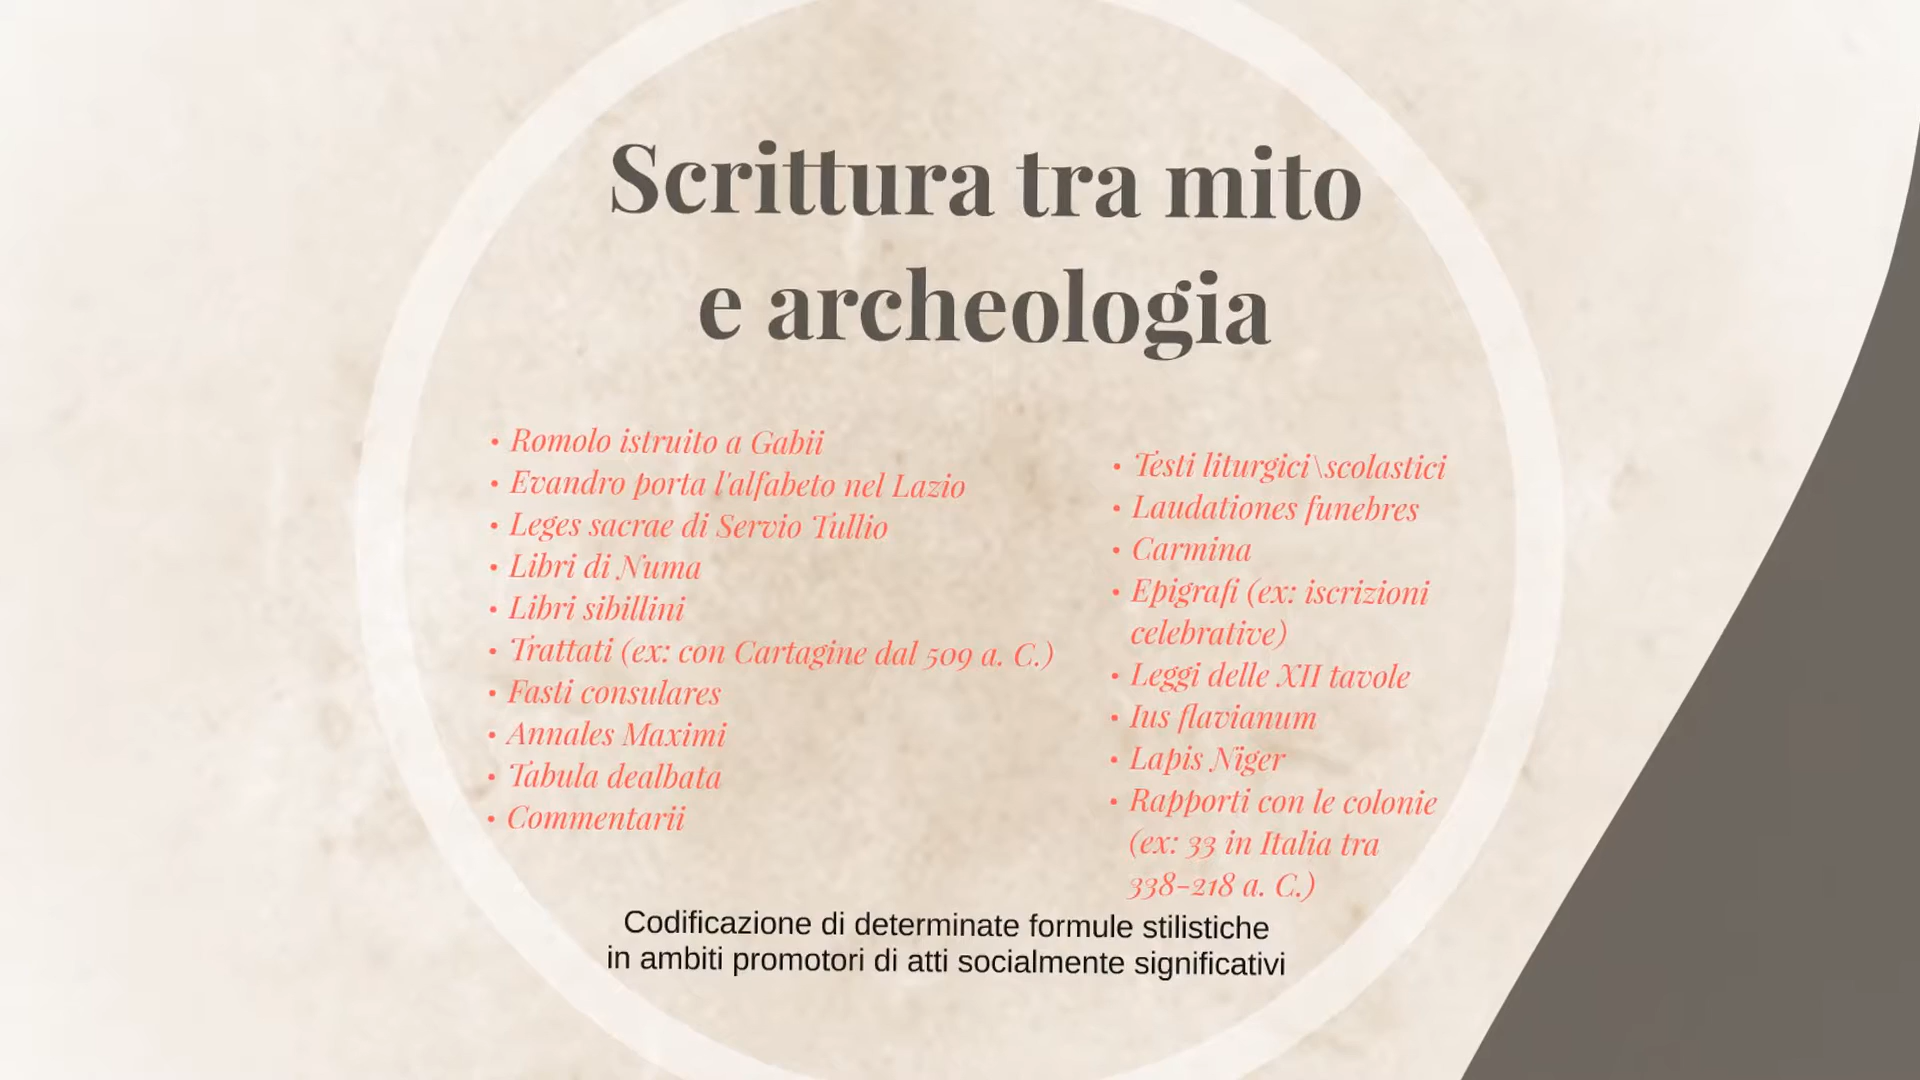 Scrittura tra mito
e archeologia
• Romolo istruito a Gabii
• Evandro porta l'alfabeto nel Lazio
• Leges sacrae di Servio Tullio
• Libri di Numa
• Libri sibillini
• Trattati (ex: con Cartagine dal 509 a. C.)
• Fasti consulares
• Annales Maximi
• Tabula dealbata
• Commentarii
• Testi liturgici\scolastici
• Laudationes funebres
• Carmina
• Epigrafi (ex: iscrizioni
celebrative)
• Leggi delle XII tavole
• Ius flavianum
• Lapis Niger
• Rapporti con le colonie
(ex: 33 in Italia tra
338-218 a. C.)
Codificazione di determinate formule stilistiche
in ambiti promotori di atti socialmente significativi